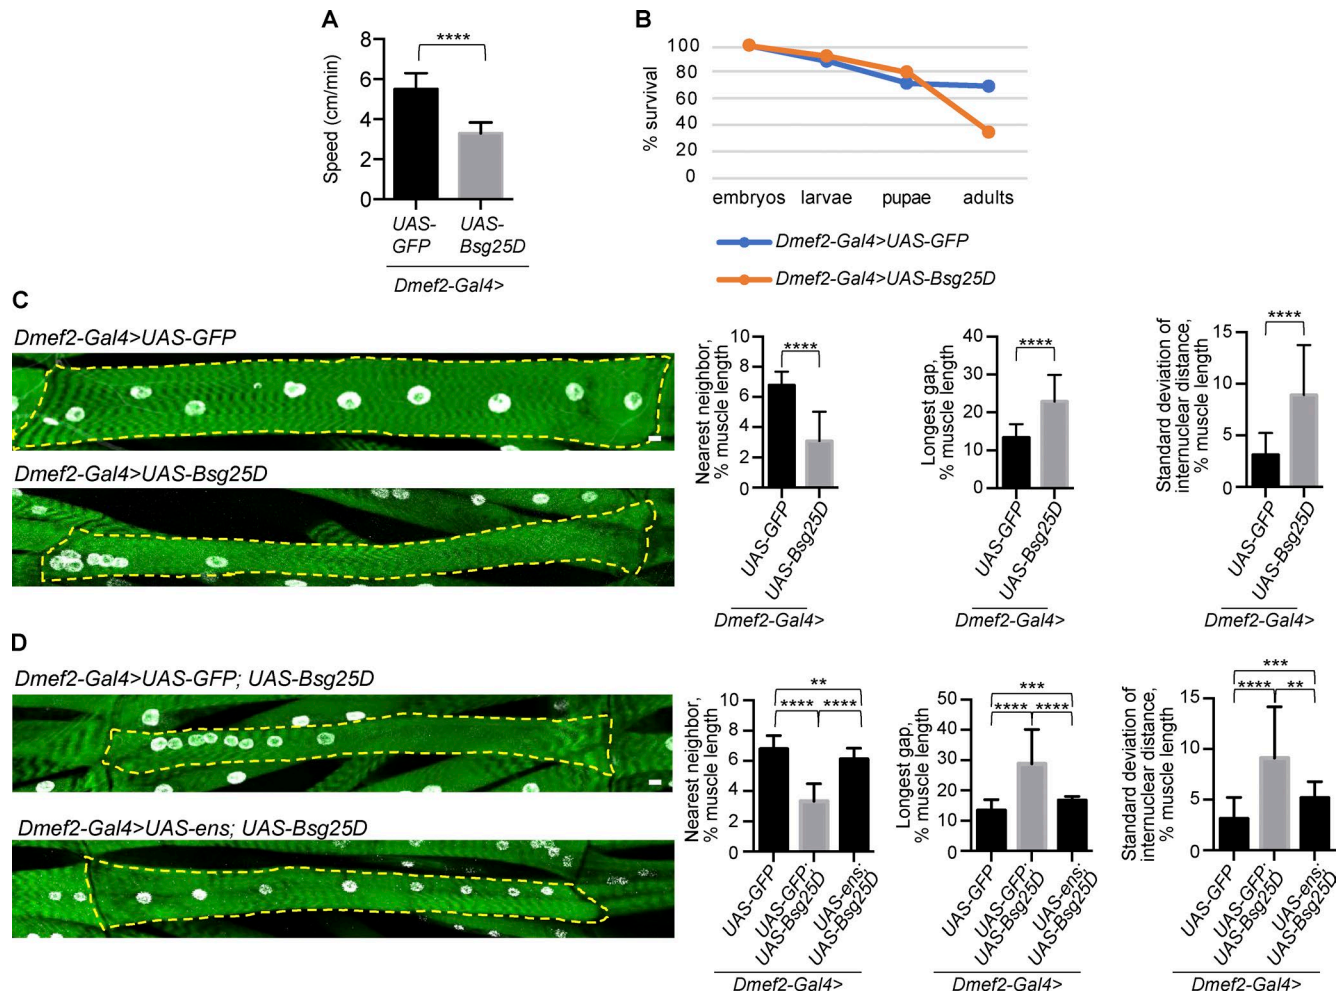 A
Speed (cm/min)
8
6
4
2
0
****
UAS-
GFP
UAS-
Bsg25D
Dmef2-Gal4>
B
% survival
100
80
60
40
20
0
embryos
larvae
pupae
adults
Dmef2-Gal4>UAS-GFP
Dmef2-Gal4>UAS-Bsg25D
C
Dmef2-Gal4>UAS-GFP
Dmef2-Gal4>UAS-Bsg25D
Nearest neighbor,
% muscle length
10
8
6
4
2
0
****
UAS-GFP
UAS-Bsg25D
Dmef2-Gal4>
Longest gap,
% muscle length
40
30
20
10
0
****
UAS-GFP
UAS-Bsg25D
Dmef2-Gal4>
Standard deviation of
internuclear distance,
% muscle length
15
10
5
0
****
UAS-GFP
UAS-Bsg25D
Dmef2-Gal4>
D
Dmef2-Gal4>UAS-GFP; UAS-Bsg25D
Dmef2-Gal4>UAS-ens; UAS-Bsg25D
Nearest neighbor,
% muscle length
10
8
6
4
2
0
**
**** ****
UAS-GFP
UAS-GFP;
UAS-Bsg25D
UAS-ens;
UAS-Bsg25D
Dmef2-Gal4>
Longest gap,
% muscle length
50
40
30
20
10
0
***
**** ****
UAS-GFP
UAS-GFP;
UAS-Bsg25D
UAS-ens;
UAS-Bsg25D
Dmef2-Gal4>
Standard deviation of
internuclear distance,
% muscle length
15
10
5
0
***
**** **
UAS-GFP
UAS-GFP;
UAS-Bsg25D
UAS-ens;
UAS-Bsg25D
Dmef2-Gal4>